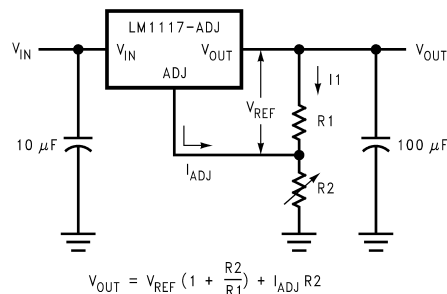 LM1117-ADJ
V_IN
V_IN
V_OUT
V_OUT
ADJ
I1
V_REF
R1
10 µF
100 µF
I_ADJ
R2
V_OUT = V_REF (1 + R2/R1) + I_ADJ R2